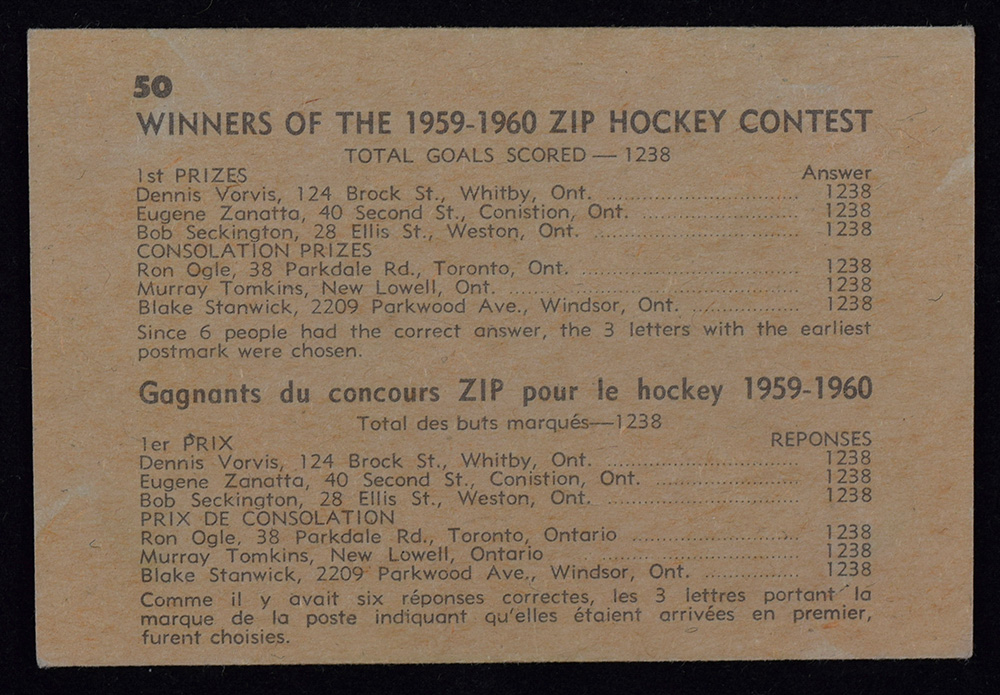 50
WINNERS OF THE 1959-1960 ZIP HOCKEY CONTEST
TOTAL GOALS SCORED — 1238
1st PRIZES Answer
Dennis Vorvis, 124 Brock St., Whitby, Ont. .......................................... 1238
Eugene Zanatta, 40 Second St., Conistion, Ont. .................................. 1238
Bob Seckington, 28 Ellis St., Weston, Ont. ............................................ 1238
CONSOLATION PRIZES
Ron Ogle, 38 Parkdale Rd., Toronto, Ont. ............................................... 1238
Murray Tomkins, New Lowell, Ont. .............................................................. 1238
Blake Stanwick, 2209 Parkwood Ave., Windsor, Ont. ....................... 1238
Since 6 people had the correct answer, the 3 letters with the earliest
postmark were chosen.
Gagnants du concours ZIP pour le hockey 1959-1960
Total des buts marqués—1238
1er PRIX REPONSES
Dennis Vorvis, 124 Brock St., Whitby, Ont. .......................................... 1238
Eugene Zanatta, 40 Second St., Conistion, Ont. .................................. 1238
Bob Seckington, 28 Ellis St., Weston, Ont. ............................................ 1238
PRIX DE CONSOLATION
Ron Ogle, 38 Parkdale Rd., Toronto, Ontario .................................... 1238
Murray Tomkins, New Lowell, Ontario .................................................... 1238
Blake Stanwick, 2209 Parkwood Ave., Windsor, Ont. .................... 1238
Comme il y avait six réponses correctes, les 3 lettres portant la
marque de la poste indiquant qu'elles étaient arrivées en premier,
furent choisies.